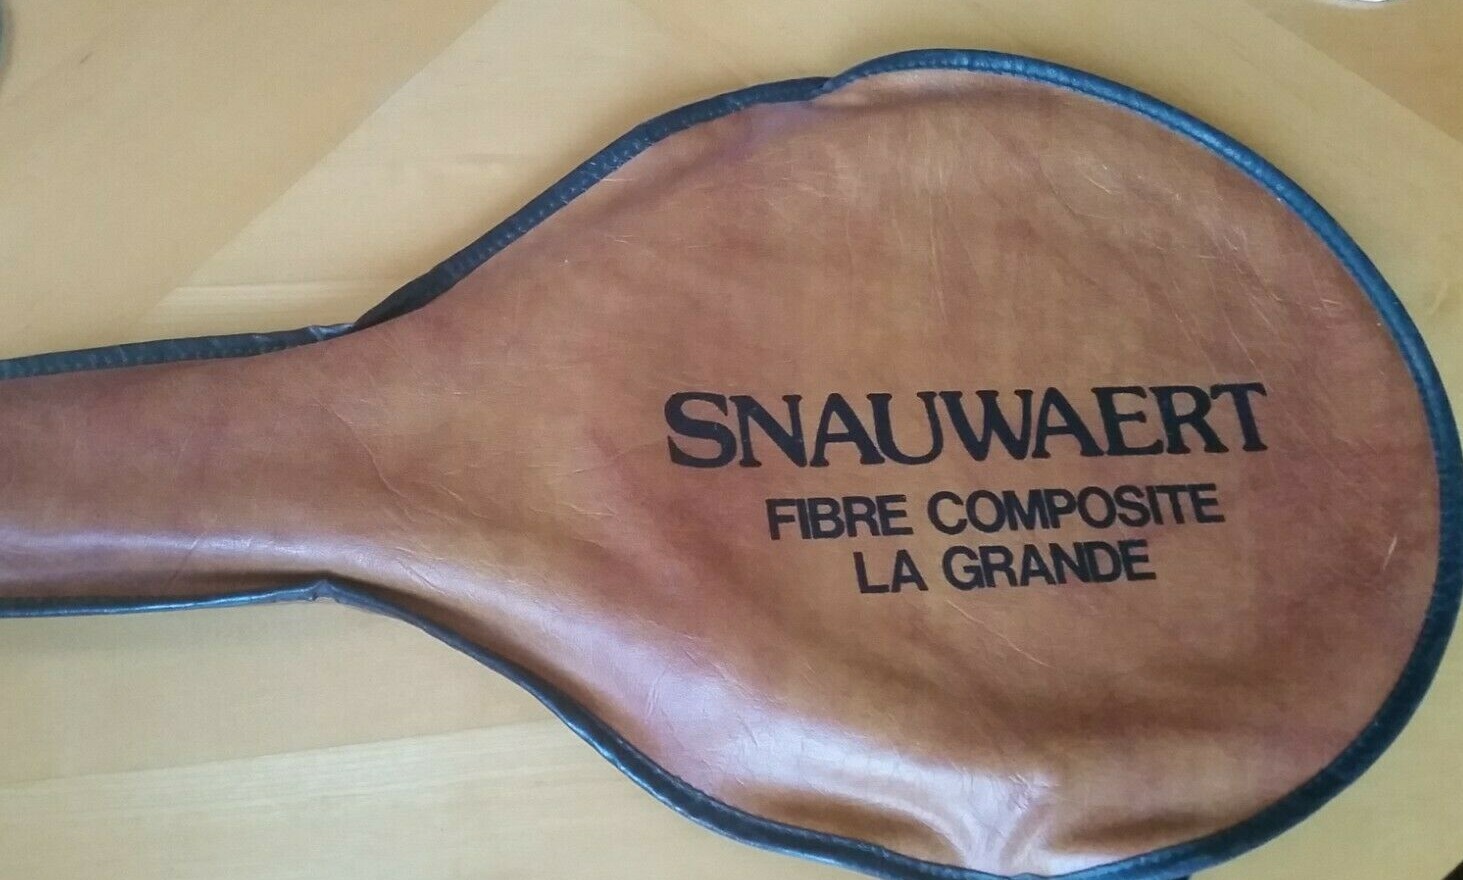 SNAUWAERT
FIBRE COMPOSITE
LA GRANDE